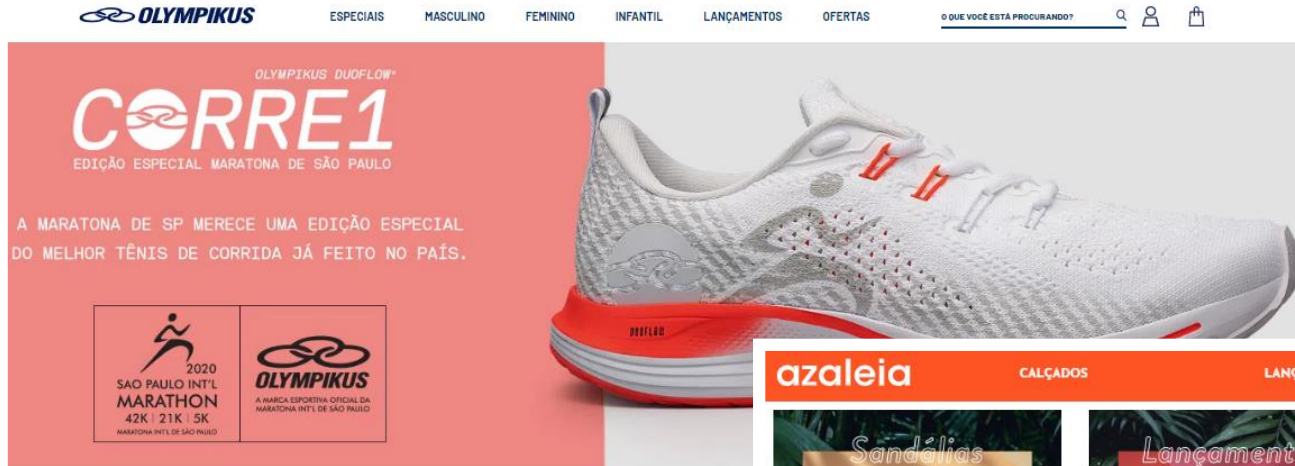 OLYMPIKUS
ESPECIAIS MASCULINO FEMININO INFANTIL LANÇAMENTOS OFERTAS O QUE VOCÊ ESTÁ PROCURANDO?
OLYMPIKUS DUOFLOW®
CORRE1
EDIÇÃO ESPECIAL MARATONA DE SÃO PAULO
A MARATONA DE SP MERECE UMA EDIÇÃO ESPECIAL
DO MELHOR TÊNIS DE CORRIDA JÁ FEITO NO PAÍS.
2020
SAO PAULO INT'L
MARATHON
42K | 21K | 5K
MARATONA INT'L DE SÃO PAULO
OLYMPIKUS
A MARCA ESPORTIVA OFICIAL DA
MARATONA INT'L DE SÃO PAULO
DUOFLOW
azaleia CALÇADOS LANÇ
Sandálias Lançament